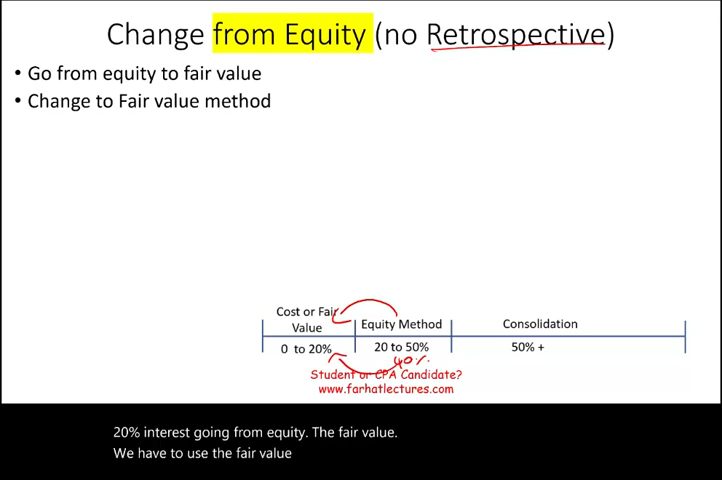 Change from Equity (no Retrospective)
• Go from equity to fair value
• Change to Fair value method
Cost or Fair
Value
Equity Method
Consolidation
0 to 20%
20 to 50%
50% +
40%
Student or CPA Candidate?
www.farhatlectures.com
20% interest going from equity. The fair value.
We have to use the fair value